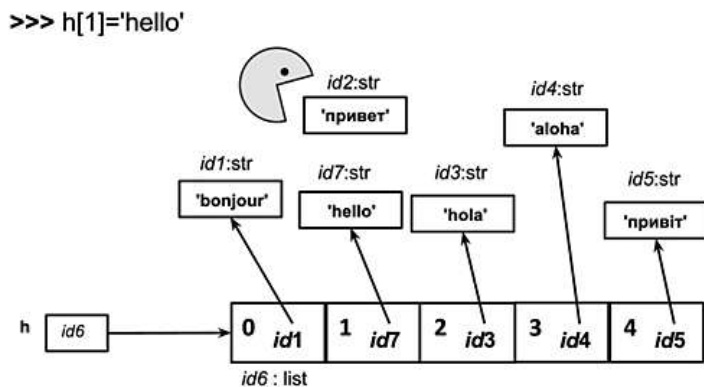 >>> h[1]='hello'
id2:str
'привет'
id4:str
'aloha'
id1:str
'bonjour'
id7:str
'hello'
id3:str
'hola'
id5:str
'привіт'
h id6
0 id1 1 id7 2 id3 3 id4 4 id5
id6 : list